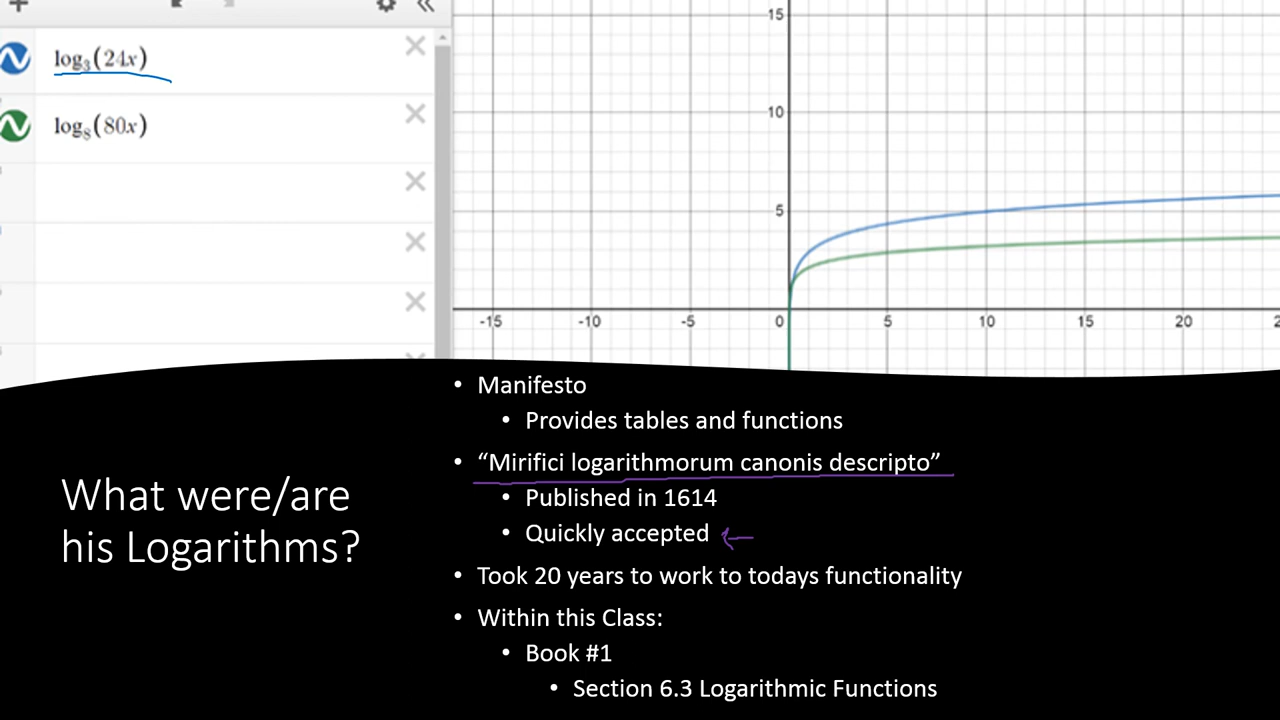 log₃(24x)
log₈(80x)
15
10
5
-15 -10 -5 0 5 10 15 20
What were/are
his Logarithms?
• Manifesto
• Provides tables and functions
• “Mirifici logarithmorum canonis descripto”
• Published in 1614
• Quickly accepted
• Took 20 years to work to todays functionality
• Within this Class:
• Book #1
• Section 6.3 Logarithmic Functions